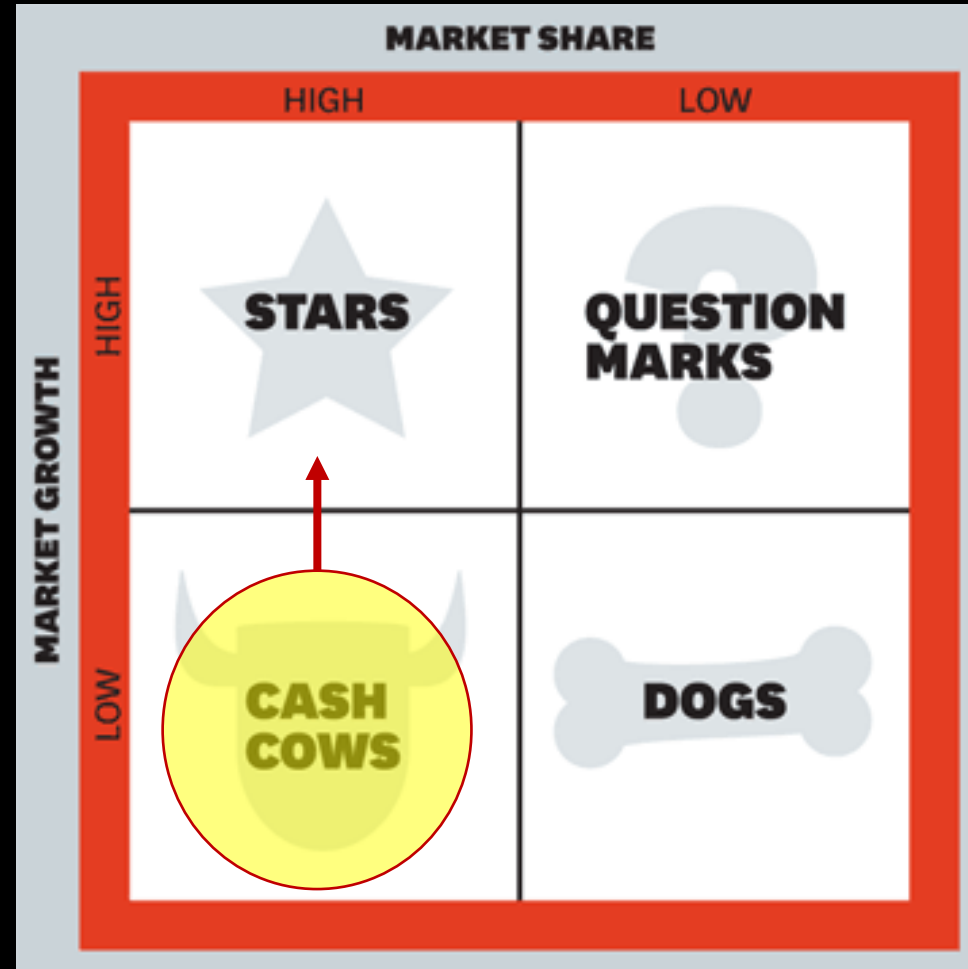 MARKET SHARE
HIGH
LOW
MARKET GROWTH
HIGH
STARS
QUESTION
MARKS
LOW
CASH
COWS
DOGS